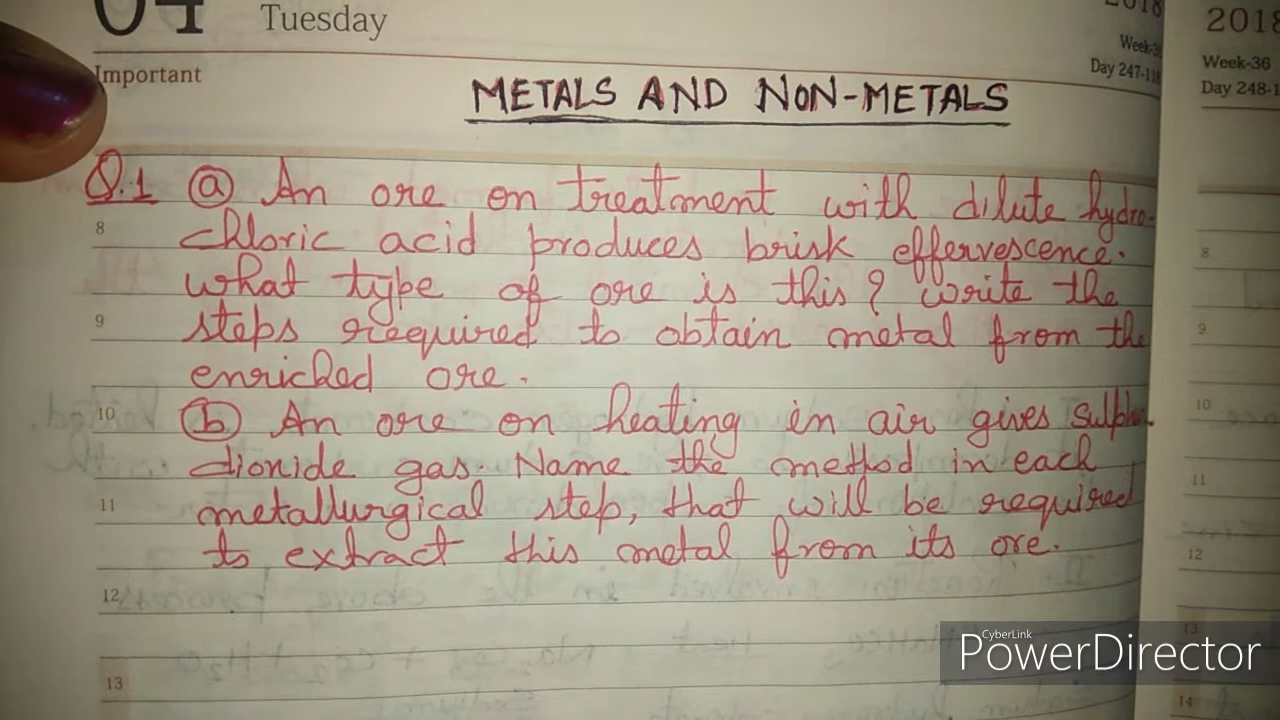 04 Tuesday
2018
Week-36
Day 247-118
Important
METALS AND NON-METALS
Q.1 (a) An ore on treatment with dilute hydro-
chloric acid produces brisk effervescence.
what type of ore is this? write the
steps required to obtain metal from the
enriched ore.
(b) An ore on heating in air gives sulphur
dioxide gas. Name the method in each
metallurgical step, that will be required
to extract this metal from its ore.
8
9
10
11
12
13
2018
Week-36
Day 248-1
8
9
10
11
12
13
14
CyberLink
PowerDirector